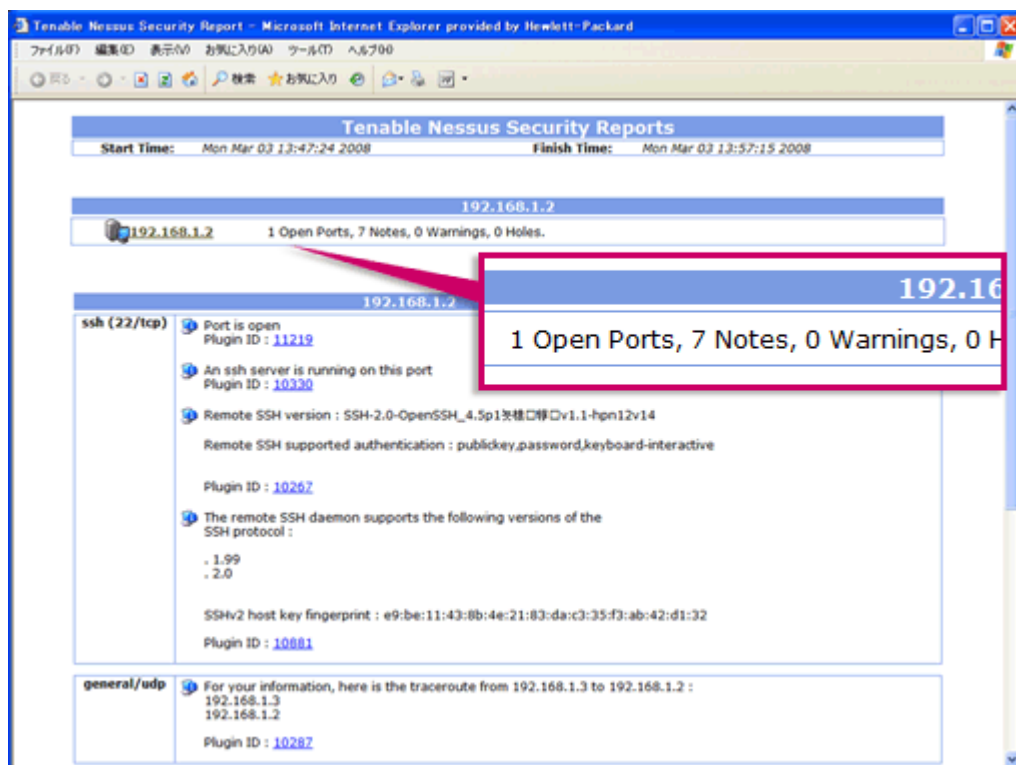 Tenable Nessus Security Report - Microsoft Internet Explorer provided by Hewlett-Packard
ファイル(F) 編集(E) 表示(V) お気に入り(A) ツール(T) ヘルプ(H)
戻る 検索 お気に入り
Tenable Nessus Security Reports
Start Time: Mon Mar 03 13:47:24 2008 Finish Time: Mon Mar 03 13:57:15 2008
192.168.1.2
192.168.1.2 1 Open Ports, 7 Notes, 0 Warnings, 0 Holes.
192.16
1 Open Ports, 7 Notes, 0 Warnings, 0 H
192.168.1.2
ssh (22/tcp) Port is open
Plugin ID : 11219
An ssh server is running on this port
Plugin ID : 10330
Remote SSH version : SSH-2.0-OpenSSH_4.5p1 v1.1-hpn12v14
Remote SSH supported authentication : publickey,password,keyboard-interactive
Plugin ID : 10267
The remote SSH daemon supports the following versions of the
SSH protocol :
. 1.99
. 2.0
SSHv2 host key fingerprint : e9:be:11:43:8b:4e:21:83:da:c3:35:f3:ab:42:d1:32
Plugin ID : 10881
general/udp For your information, here is the traceroute from 192.168.1.3 to 192.168.1.2 :
192.168.1.3
192.168.1.2
Plugin ID : 10287